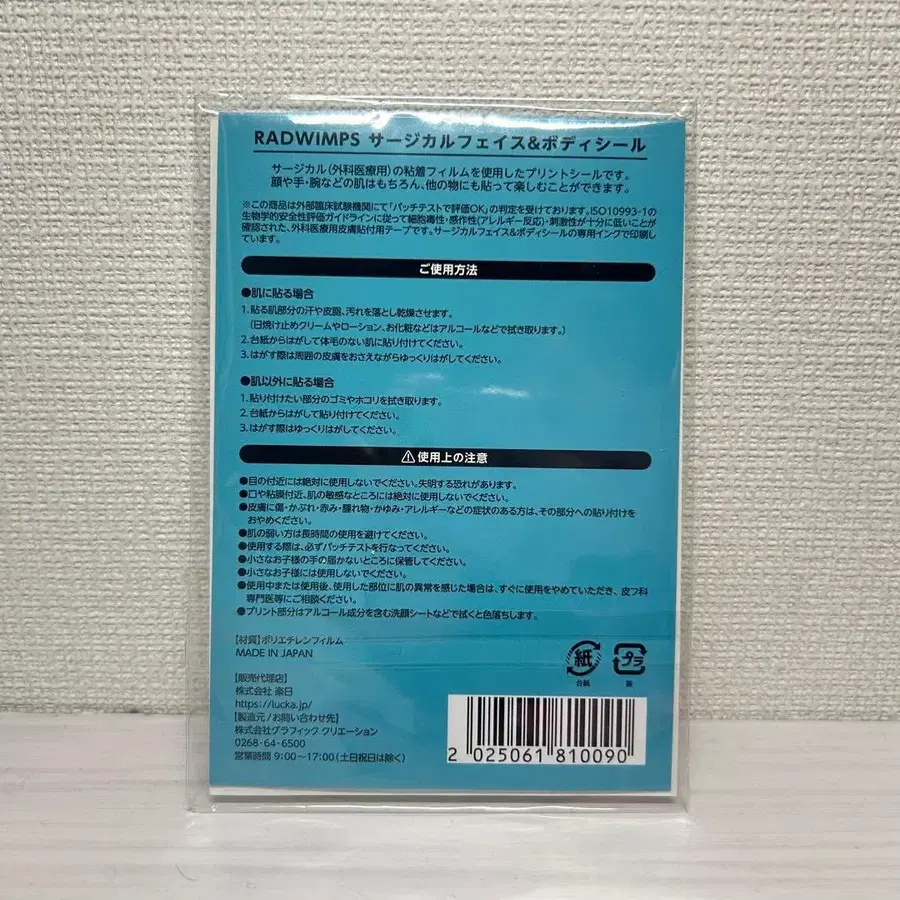 RADWIMPS サージカルフェイス&ボディシール
サージカル(外科医療用)の粘着フィルムを使用したプリントシールです。
顔や手・腕などの肌はもちろん、他の物にも貼って楽しむことができます。
※この商品は外部臨床試験機関にて「パッチテストで評価OK」の判定を受けております。ISO10993-1の
生物学的安全性評価ガイドラインに従って細胞毒性・感作性(アレルギー反応)・刺激性が十分に低いことが
確認された、外科医療用皮膚貼付用テープです。サージカルフェイス&ボディシールの専用インクで印刷し
ています。
ご使用方法
●肌に貼る場合
1. 貼る肌部分の汗や皮脂、汚れを落とし乾燥させます。
(日焼け止めクリームやローション、お化粧などはアルコールなどで拭き取ります。)
2. 台紙からはがして体毛のない肌に貼り付けてください。
3. はがす際は周囲の皮膚をおさえながらゆっくりはがしてください。
●肌以外に貼る場合
1. 貼り付けたい部分のゴミやホコリを拭き取ります。
2. 台紙からはがして貼り付けてください。
3. はがす際はゆっくりはがしてください。
⚠使用上の注意
●目の付近には絶対に使用しないでください。失明する恐れがあります。
●口や粘膜付近、肌の敏感なところには絶対に使用しないでください。
●皮膚に傷・かぶれ・赤み・腫れ物・かゆみ・アレルギーなどの症状のある方は、その部分への貼り付けを
おやめください。
●肌の弱い方は長時間の使用を避けてください。
●使用する際は、必ずパッチテストを行なってください。
●小さなお子様の手の届かないところに保管してください。
●小さなお子様には使用しないでください。
●使用中または使用後、使用した部位に肌の異常を感じた場合は、すぐに使用をやめていただき、皮フ科
専門医等にご相談ください。
●プリント部分はアルコール成分を含む洗顔シートなどで拭くと色落ちします。
【材質】ポリエチレンフィルム
MADE IN JAPAN
紙
台紙
プラ
袋
【販売代理店】
株式会社 楽日
https://lucka.jp/
【製造元/お問い合わせ先】
株式会社グラフィック クリエーション
0268-64-6500
営業時間 9:00〜17:00(土日祝日は除く)
2 025061 810090